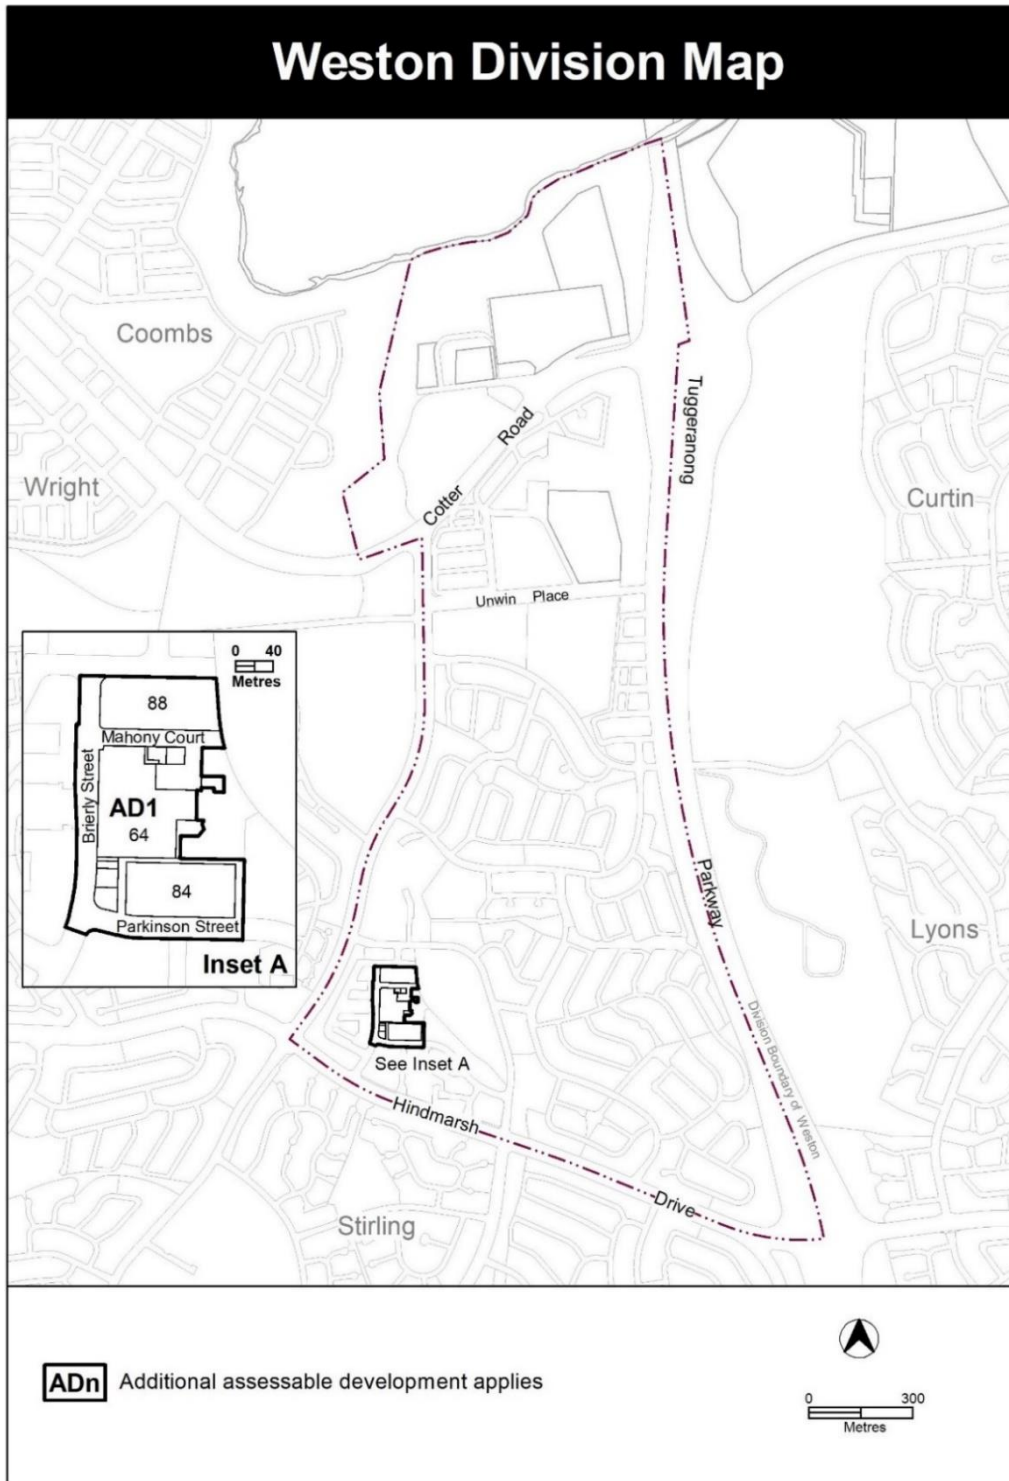 Weston Division Map
Coombs
Wright
Curtin
Lyons
Stirling
Tuggeranong
Parkway
Cotter
Road
Unwin Place
Hindmarsh
Drive
Division Boundary of Weston
See Inset A
0 40
Metres
88
Mahony Court
Brierly Street
AD1
64
84
Parkinson Street
Inset A
ADn Additional assessable development applies
0 300
Metres